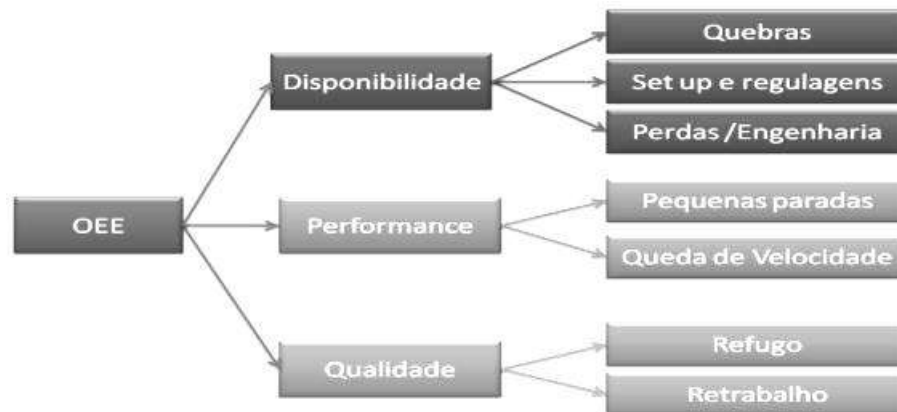 Quebras
Disponibilidade
Set up e regulagens
Perdas /Engenharia
OEE
Performance
Pequenas paradas
Queda de Velocidade
Qualidade
Refugo
Retrabalho